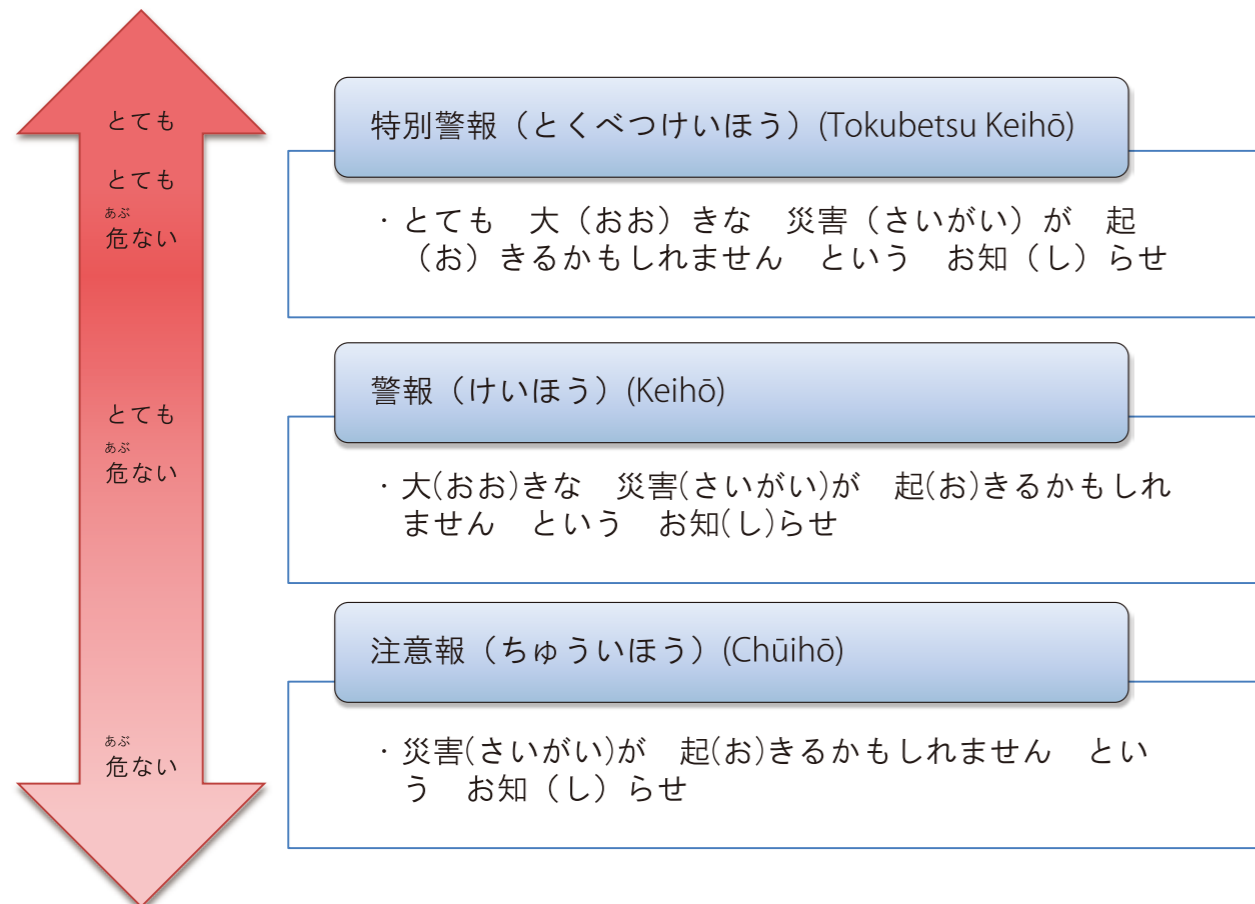 とても
とても
あぶ
危ない
特別警報（とくべつけいほう）(Tokubetsu Keihō)
・とても　大（おお）きな　災害（さいがい）が　起
（お）きるかもしれません　という　お知（し）らせ
とても
あぶ
危ない
警報（けいほう）(Keihō)
・大(おお)きな　災害(さいがい)が　起(お)きるかもしれ
ません　という　お知(し)らせ
あぶ
危ない
注意報（ちゅういほう）(Chūihō)
・災害(さいがい)が　起(お)きるかもしれません　とい
う　お知（し）らせ